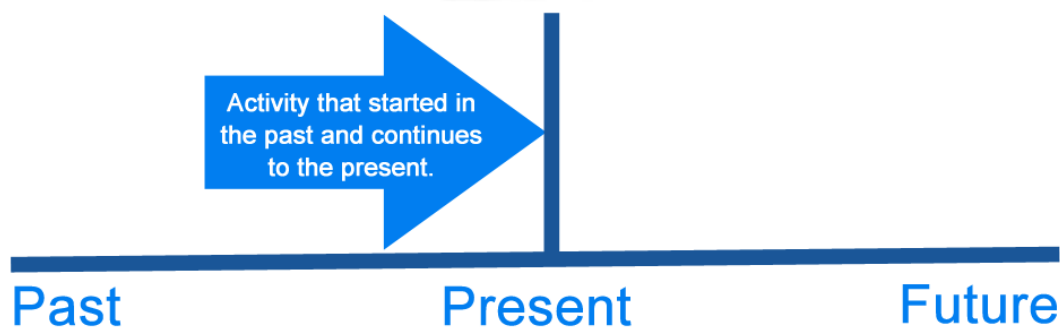 Activity that started in
the past and continues
to the present.
Past Present Future